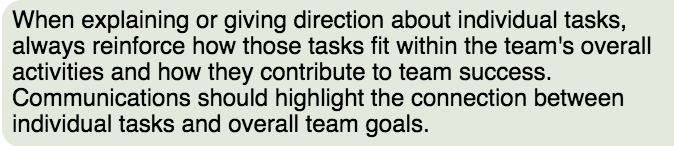 When explaining or giving direction about individual tasks,
always reinforce how those tasks fit within the team's overall
activities and how they contribute to team success.
Communications should highlight the connection between
individual tasks and overall team goals.